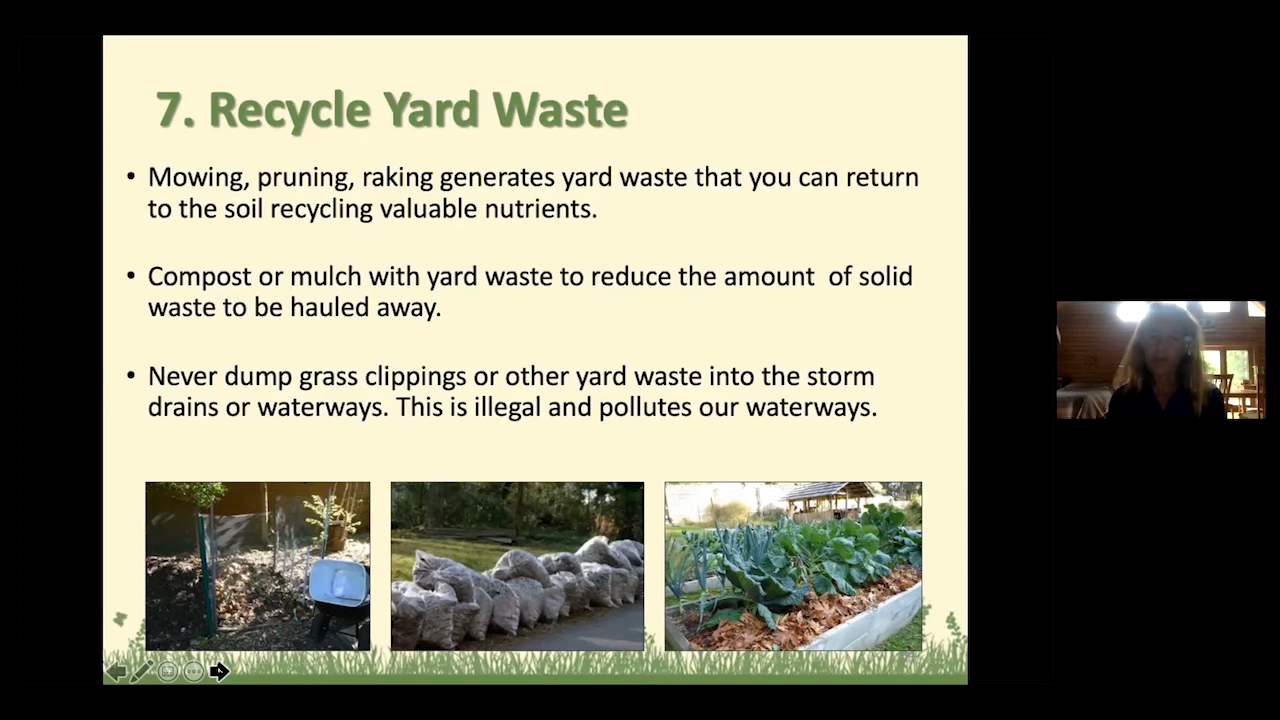 7. Recycle Yard Waste
• Mowing, pruning, raking generates yard waste that you can return
to the soil recycling valuable nutrients.
• Compost or mulch with yard waste to reduce the amount  of solid
waste to be hauled away.
• Never dump grass clippings or other yard waste into the storm
drains or waterways. This is illegal and pollutes our waterways.